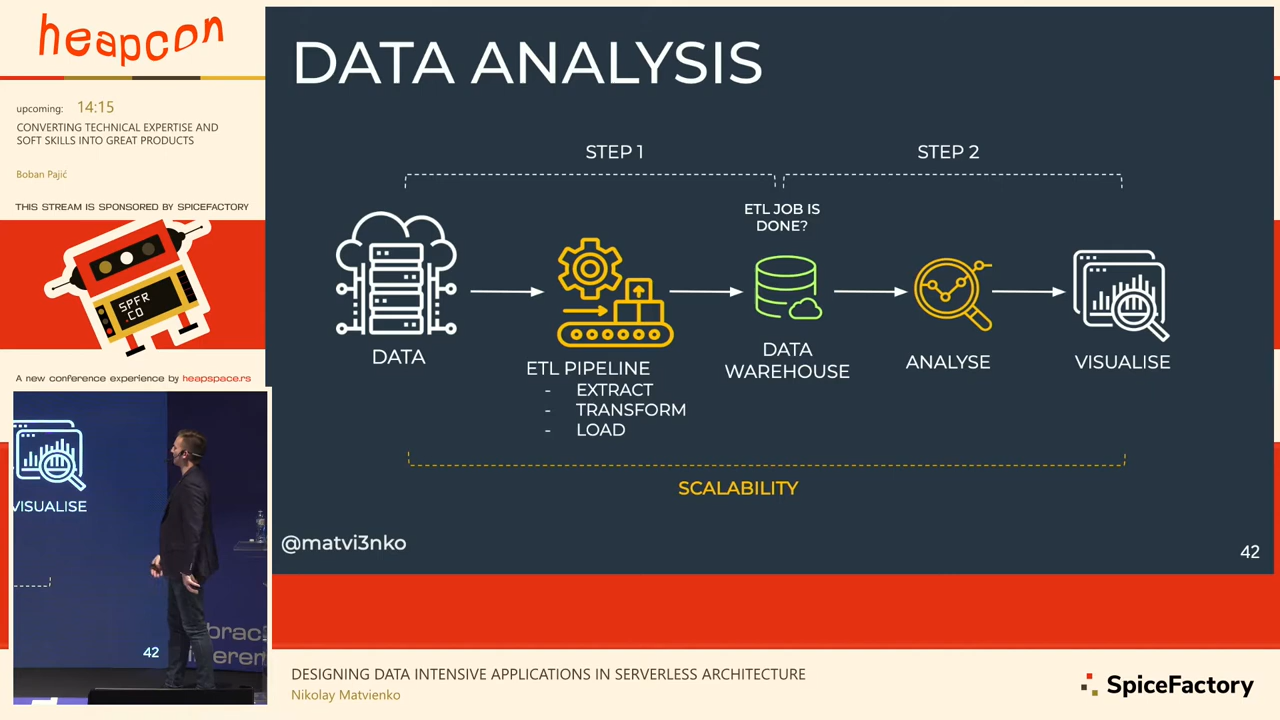 heapcon
upcoming: 14:15
CONVERTING TECHNICAL EXPERTISE AND
SOFT SKILLS INTO GREAT PRODUCTS
Boban Pajić
THIS STREAM IS SPONSORED BY SPICEFACTORY
SPFR
.CO
A new conference experience by heapspace.rs
VISUALISE
42
DATA ANALYSIS
STEP 1
STEP 2
ETL JOB IS
DONE?
DATA
ETL PIPELINE
- EXTRACT
- TRANSFORM
- LOAD
DATA
WAREHOUSE
ANALYSE
VISUALISE
SCALABILITY
@matvi3nko
42
DESIGNING DATA INTENSIVE APPLICATIONS IN SERVERLESS ARCHITECTURE
Nikolay Matvienko
SpiceFactory